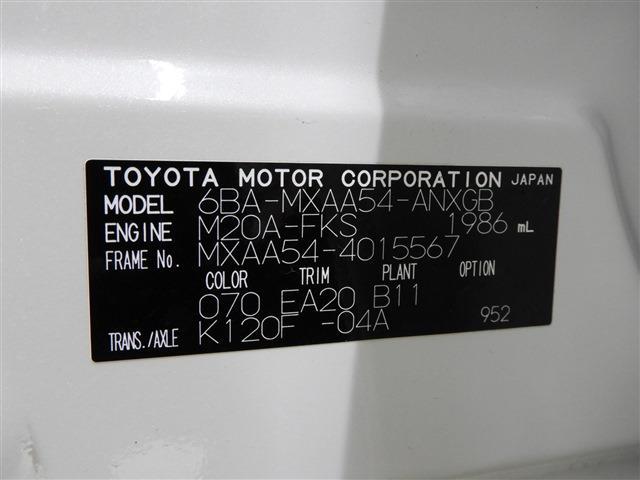 TOYOTA MOTOR CORPORATION JAPAN
MODEL 6BA-MXAA54-ANXGB
ENGINE M20A-FKS 1986 mL
FRAME No. MXAA54-4015567
COLOR TRIM PLANT OPTION
070 EA20 B11
TRANS./AXLE K120F -04A 952